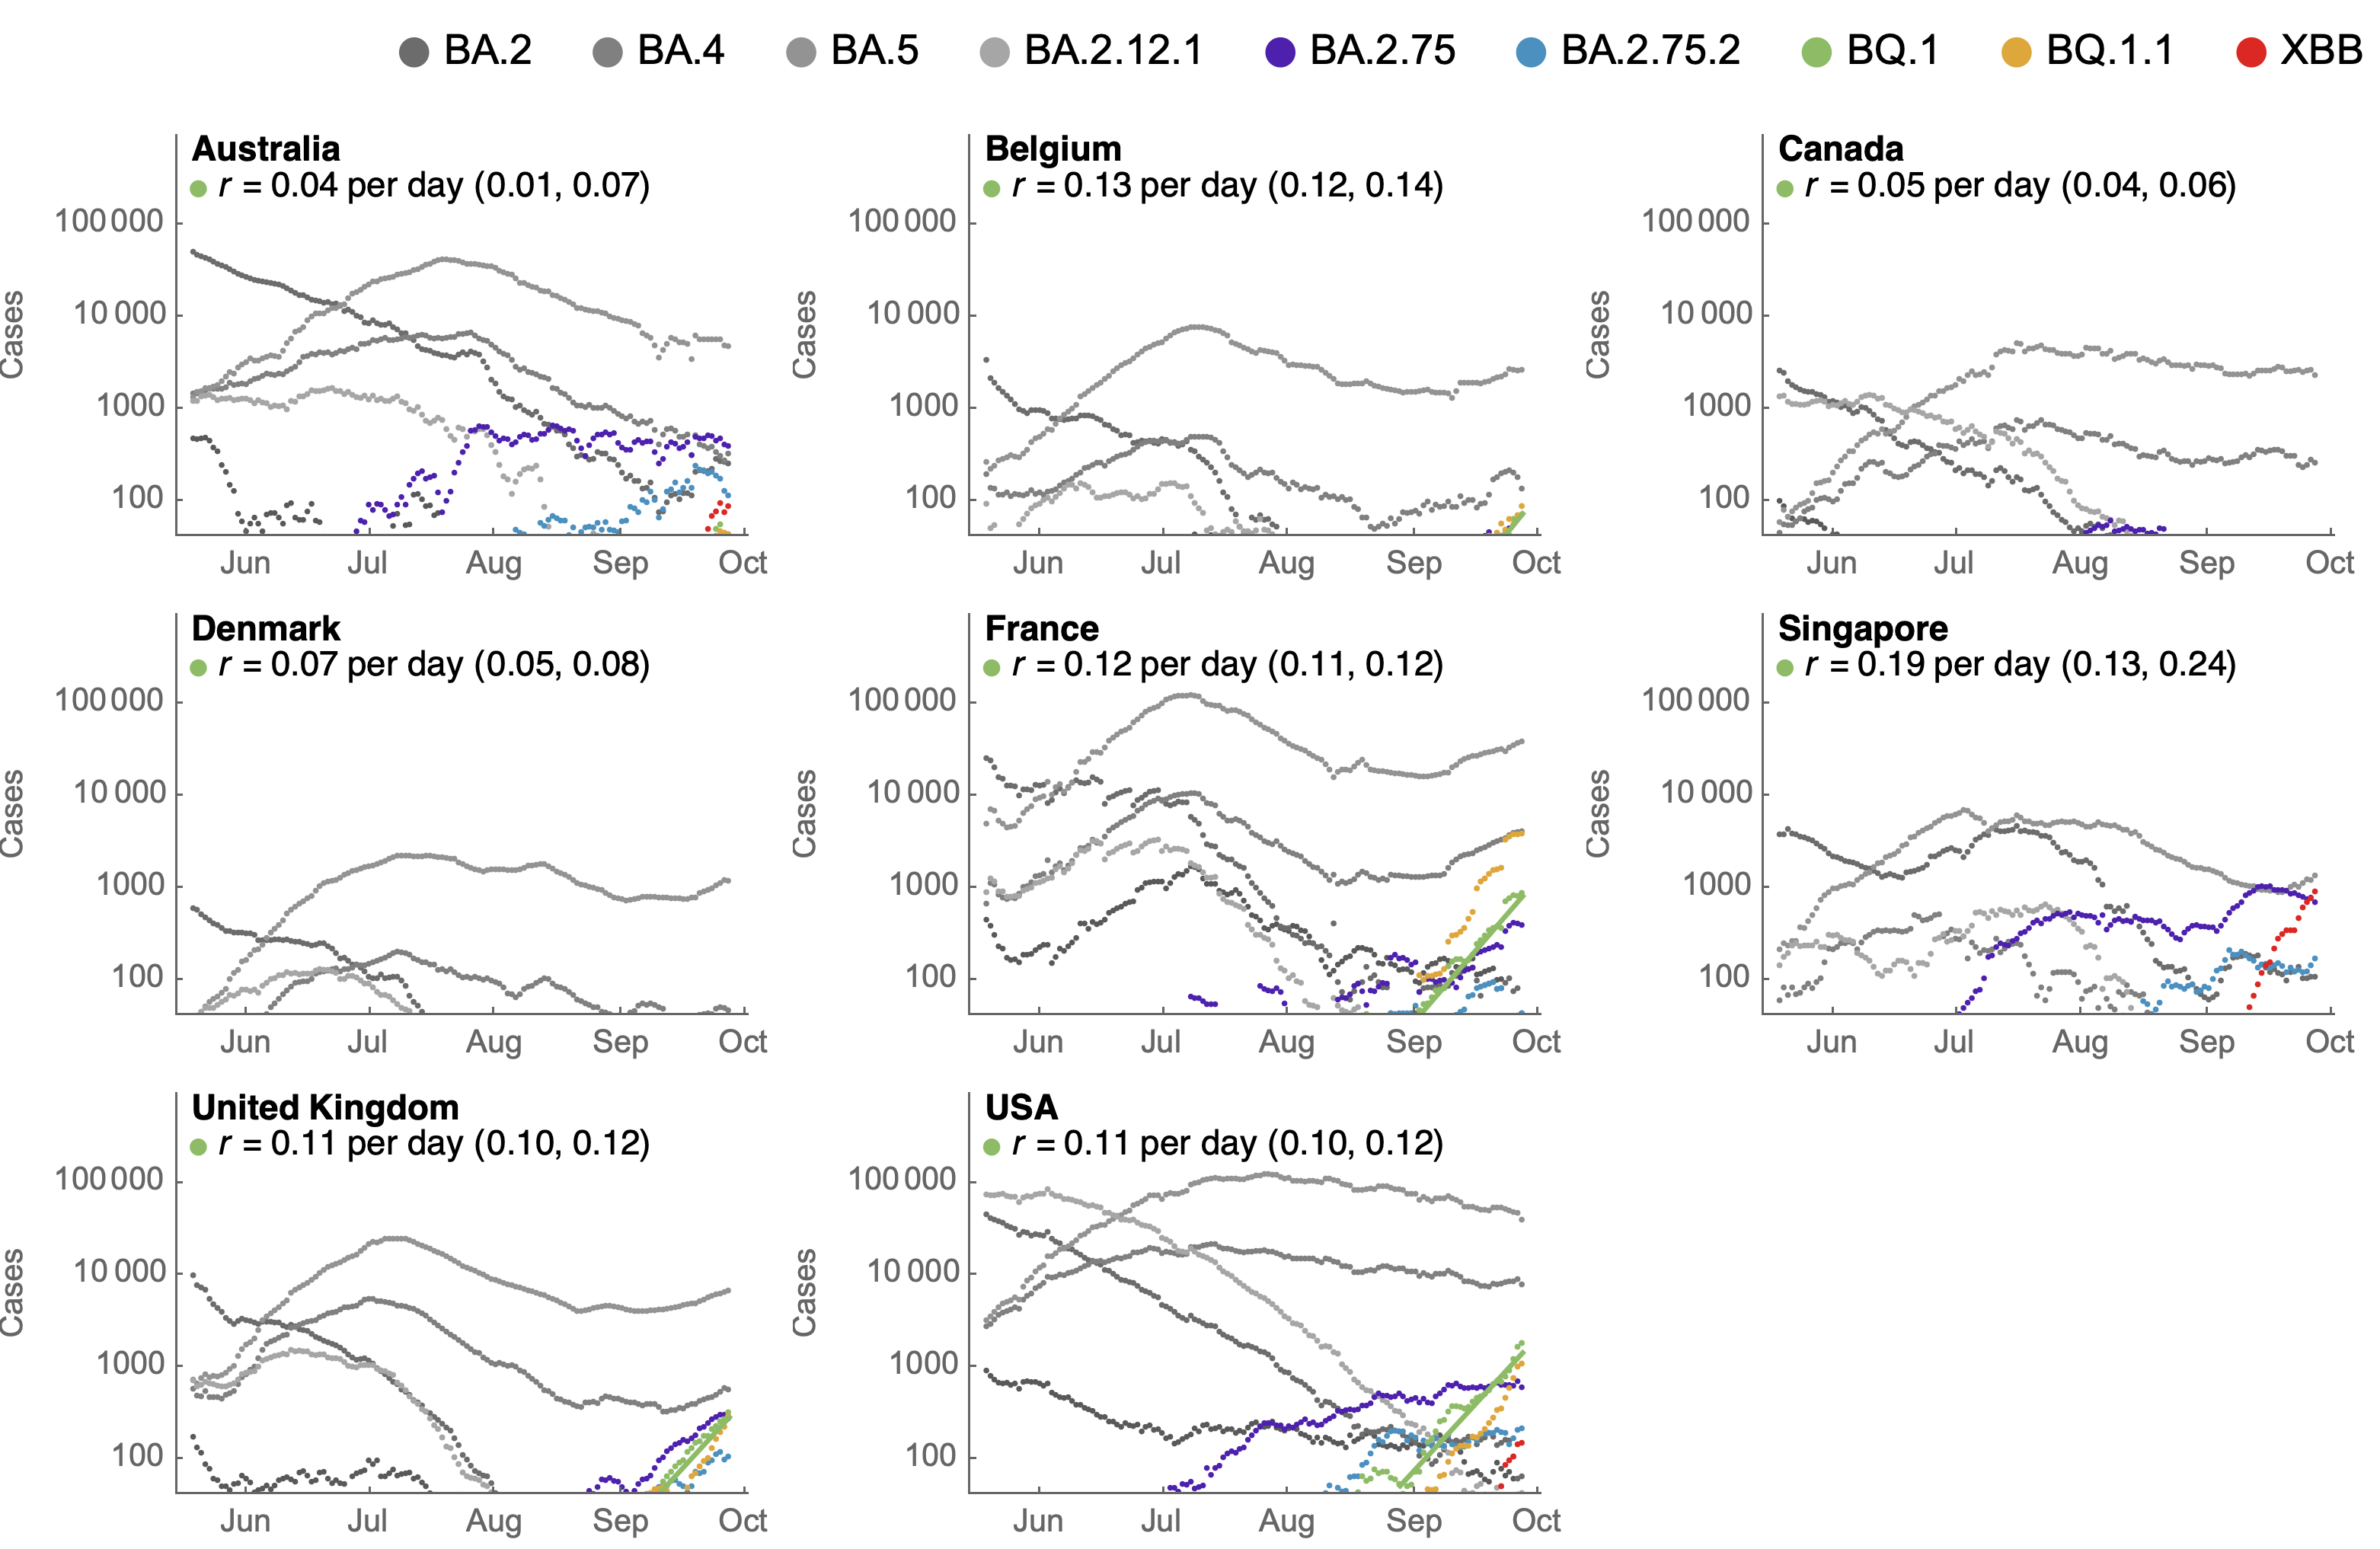 BA.2 BA.4 BA.5 BA.2.12.1 BA.2.75 BA.2.75.2 BQ.1 BQ.1.1 XBB
Australia
r = 0.04 per day (0.01, 0.07)
100 000
10 000
1000
100
Cases
Jun Jul Aug Sep Oct
Belgium
r = 0.13 per day (0.12, 0.14)
100 000
10 000
1000
100
Cases
Jun Jul Aug Sep Oct
Canada
r = 0.05 per day (0.04, 0.06)
100 000
10 000
1000
100
Cases
Jun Jul Aug Sep Oct
Denmark
r = 0.07 per day (0.05, 0.08)
100 000
10 000
1000
100
Cases
Jun Jul Aug Sep Oct
France
r = 0.12 per day (0.11, 0.12)
100 000
10 000
1000
100
Cases
Jun Jul Aug Sep Oct
Singapore
r = 0.19 per day (0.13, 0.24)
100 000
10 000
1000
100
Cases
Jun Jul Aug Sep Oct
United Kingdom
r = 0.11 per day (0.10, 0.12)
100 000
10 000
1000
100
Cases
Jun Jul Aug Sep Oct
USA
r = 0.11 per day (0.10, 0.12)
100 000
10 000
1000
100
Cases
Jun Jul Aug Sep Oct